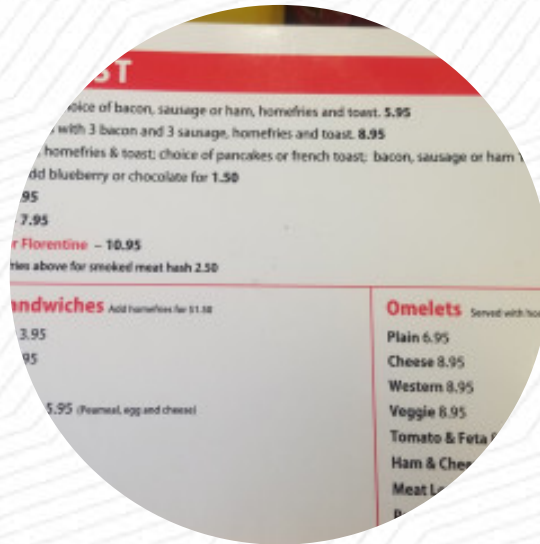 ST
oice of bacon, sausage or ham, homefries and toast. 5.95
with 3 bacon and 3 sausage, homefries and toast. 8.95
homefries & toast; choice of pancakes or french toast; bacon, sausage or ham
dd blueberry or chocolate for 1.50
95
- 7.95
r Florentine – 10.95
ries above for smoked meat hash 2.50
andwiches Add homefries for $1.50
3.95
95
5.95 (Peameal, egg and cheese)
Omelets Served with
Plain 6.95
Cheese 8.95
Western 8.95
Veggie 8.95
Tomato & Feta
Ham & Chee
Meat L